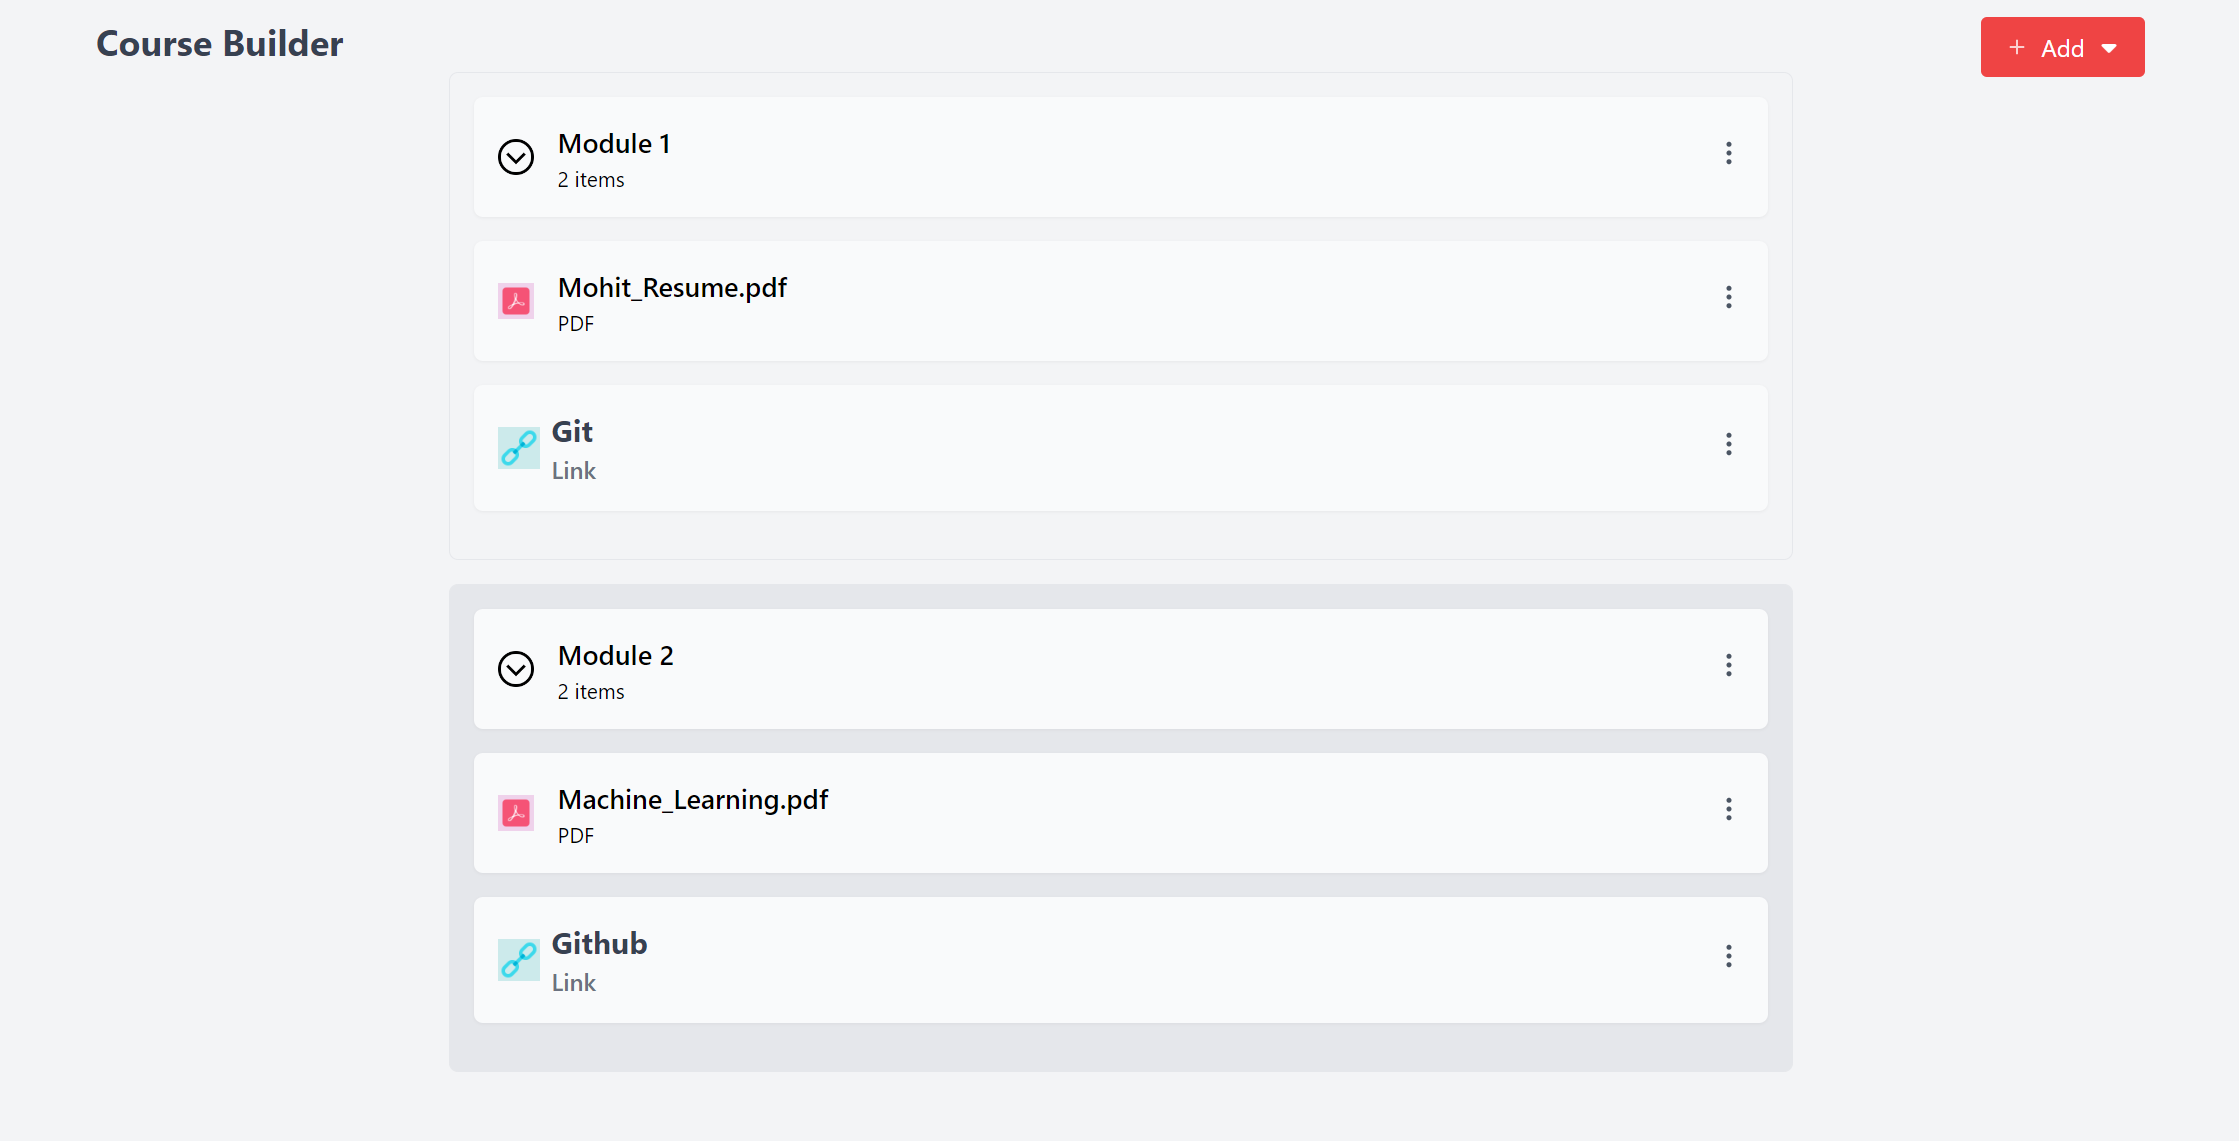 Course Builder
+ Add
Module 1
2 items
Mohit_Resume.pdf
PDF
Git
Link
Module 2
2 items
Machine_Learning.pdf
PDF
Github
Link